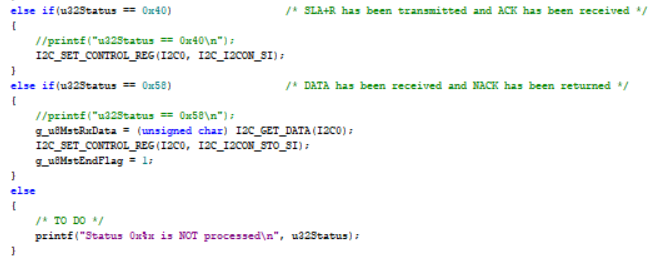 else if(u32Status == 0x40)                    /* SLA+R has been transmitted and ACK has been received */
{
    //printf("u32Status == 0x40\n");
    I2C_SET_CONTROL_REG(I2C0, I2C_I2CON_SI);
}
else if(u32Status == 0x58)                    /* DATA has been received and NACK has been returned */
{
    //printf("u32Status == 0x58\n");
    g_u8MstRxData = (unsigned char) I2C_GET_DATA(I2C0);
    I2C_SET_CONTROL_REG(I2C0, I2C_I2CON_STO_SI);
    g_u8MstEndFlag = 1;
}
else
{
    /* TO DO */
    printf("Status 0x%x is NOT processed\n", u32Status);
}